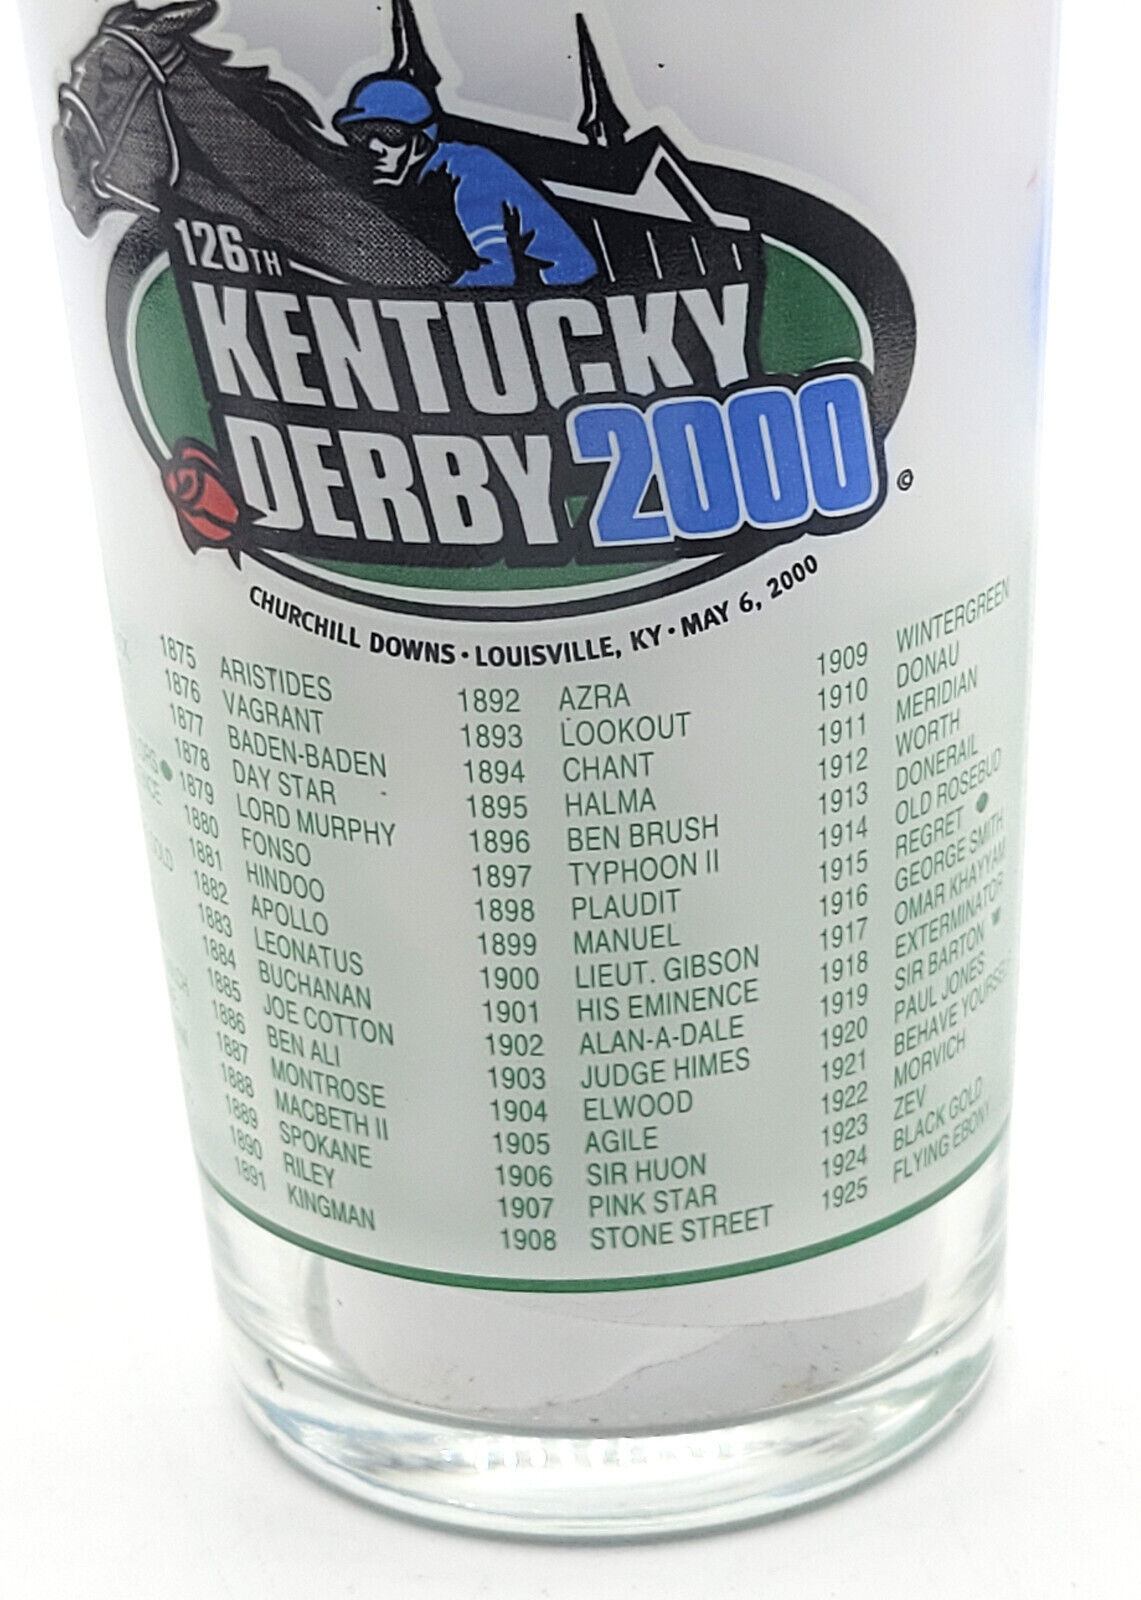 126TH
KENTUCKY
DERBY 2000
©
CHURCHILL DOWNS • LOUISVILLE, KY • MAY 6, 2000
1875 ARISTIDES
1876 VAGRANT
1877 BADEN-BADEN
1878 DAY STAR
1879 LORD MURPHY
1880 FONSO
1881 HINDOO
1882 APOLLO
1883 LEONATUS
1884 BUCHANAN
1885 JOE COTTON
1886 BEN ALI
1887 MONTROSE
1888 MACBETH II
1889 SPOKANE
1890 RILEY
1891 KINGMAN
1892 AZRA
1893 LOOKOUT
1894 CHANT
1895 HALMA
1896 BEN BRUSH
1897 TYPHOON II
1898 PLAUDIT
1899 MANUEL
1900 LIEUT. GIBSON
1901 HIS EMINENCE
1902 ALAN-A-DALE
1903 JUDGE HIMES
1904 ELWOOD
1905 AGILE
1906 SIR HUON
1907 PINK STAR
1908 STONE STREET
1909 WINTERGREEN
1910 DONAU
1911 MERIDIAN
1912 WORTH
1913 DONERAIL
1914 OLD ROSEBUD
1915 REGRET
1916 GEORGE SMITH
1917 OMAR KHAYYAM
1918 EXTERMINATOR
1919 SIR BARTON
1920 PAUL JONES
1921 BEHAVE YOURSELF
1922 MORVICH
1923 ZEV
1924 BLACK GOLD
1925 FLYING EBONY